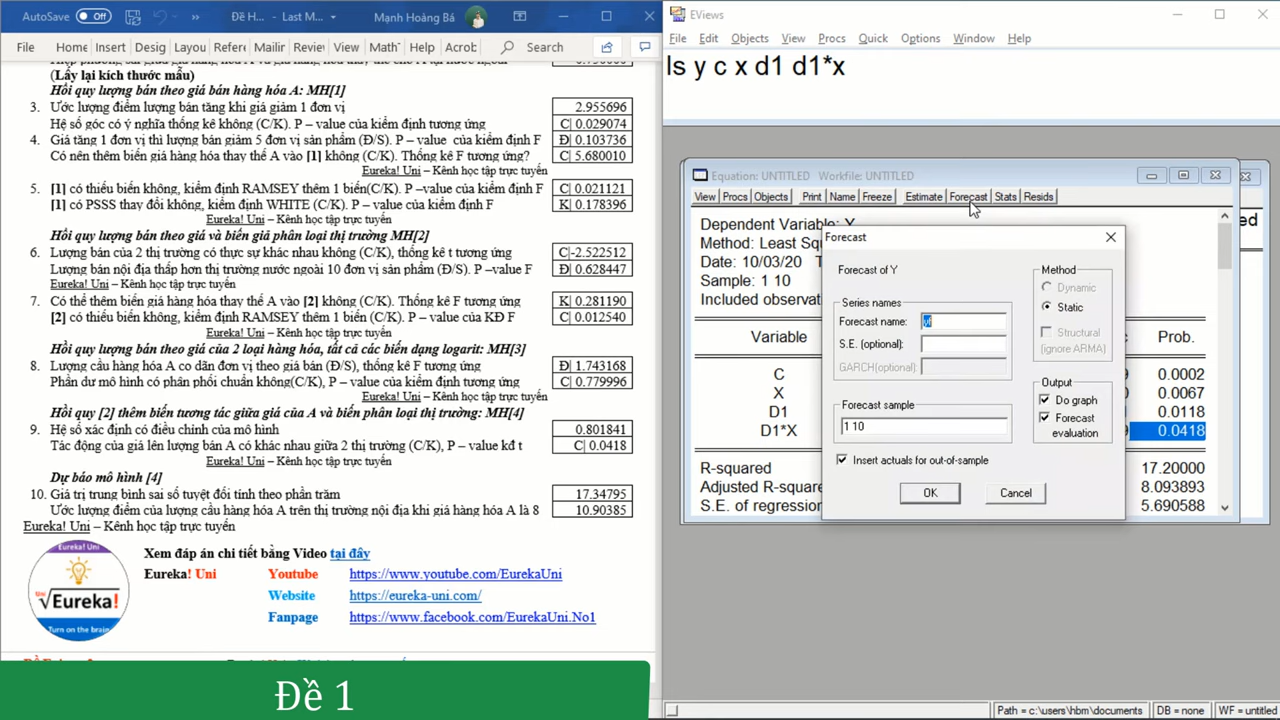 AutoSave Off Đề H... - Last M... Mạnh Hoàng Bá
File Home Insert Desig Layou Refere Mailir Reviev View Math Help Acrob Search
(Lấy lại kích thước mẫu)
Hồi quy lượng bán theo giá bán hàng hóa A: MH[1]
3. Ước lượng điểm lượng bán tăng khi giá giảm 1 đơn vị 2.955696
Hệ số góc có ý nghĩa thống kê không (C/K). P – value của kiểm định tương ứng C| 0.029074
4. Giá tăng 1 đơn vị thì lượng bán giảm 5 đơn vị sản phẩm (Đ/S). P – value của kiểm định F Đ| 0.103736
Có nên thêm biến giá hàng hóa thay thế A vào [1] không (C/K). Thống kê F tương ứng? C| 5.680010
Eureka! Uni – Kênh học tập trực tuyến
5. [1] có thiếu biến không, kiểm định RAMSEY thêm 1 biến(C/K). P –value của kiểm định F C| 0.021121
[1] có PSSS thay đổi không, kiểm định WHITE (C/K). P – value của kiểm định F K| 0.178396
Eureka! Uni – Kênh học tập trực tuyến
Hồi quy lượng bán theo giá và biến giả phân loại thị trường MH[2]
6. Lượng bán của 2 thị trường có thực sự khác nhau không (C/K), thống kê t tương ứng C|-2.522512
Lượng bán nội địa thấp hơn thị trường nước ngoài 10 đơn vị sản phẩm (Đ/S). P –value F Đ| 0.628447
Eureka! Uni – Kênh học tập trực tuyến
7. Có thể thêm biến giá hàng hóa thay thế A vào [2] không (C/K). Thống kê F tương ứng K| 0.281190
[2] có thiếu biến không, kiểm định RAMSEY thêm 1 biến (C/K). P – value của KĐ F C| 0.012540
Eureka! Uni – Kênh học tập trực tuyến
Hồi quy lượng bán theo giá của 2 loại hàng hóa, tất cả các biến dạng logarit: MH[3]
8. Lượng cầu hàng hóa A co dãn đơn vị theo giá bán (Đ/S), thống kê F tương ứng Đ| 1.743168
Phần dư mô hình có phân phối chuẩn không(C/K), P – value của kiểm định tương ứng C| 0.779996
Eureka! Uni – Kênh học tập trực tuyến
Hồi quy [2] thêm biến tương tác giữa giá của A và biến phân loại thị trường: MH[4]
9. Hệ số xác định có điều chỉnh của mô hình 0.801841
Tác động của giá lên lượng bán A có khác nhau giữa 2 thị trường (C/K), P – value kđ t C| 0.0418
Eureka! Uni – Kênh học tập trực tuyến
Dự báo mô hình [4]
10. Giá trị trung bình sai số tuyệt đối tính theo phần trăm 17.34795
Ước lượng điểm của lượng cầu hàng hóa A trên thị trường nội địa khi giá hàng hóa A là 8 10.90385
Eureka! Uni – Kênh học tập trực tuyến
Xem đáp án chi tiết bằng Video tại đây
Eureka! Uni Youtube https://www.youtube.com/EurekaUni
Website https://eureka-uni.com/
Fanpage https://www.facebook.com/EurekaUni.No1
Uni
√Eureka!
Turn on the brain
Đề 1
EViews
File Edit Objects View Procs Quick Options Window Help
ls y c x d1 d1*x
Equation: UNTITLED Workfile: UNTITLED
View Procs Objects Print Name Freeze Estimate Forecast Stats Resids
ed
Dependent Variable: Y
Method: Least Squ
Date: 10/03/20 T
Sample: 1 10
Included observat
Variable Prob.
C 0.0002
X 0.0067
D1 0.0118
D1*X 0.0418
R-squared 17.20000
Adjusted R-square 8.093893
S.E. of regression 5.690588
Forecast
Forecast of Y
Series names
Forecast name: yf
S.E. (optional):
GARCH(optional):
Forecast sample
1 10
Insert actuals for out-of-sample
Method
Dynamic
Static
Structural
(ignore ARMA)
Output
Do graph
Forecast
evaluation
OK Cancel
Path = c:\users\hbm\documents DB = none WF = untitled